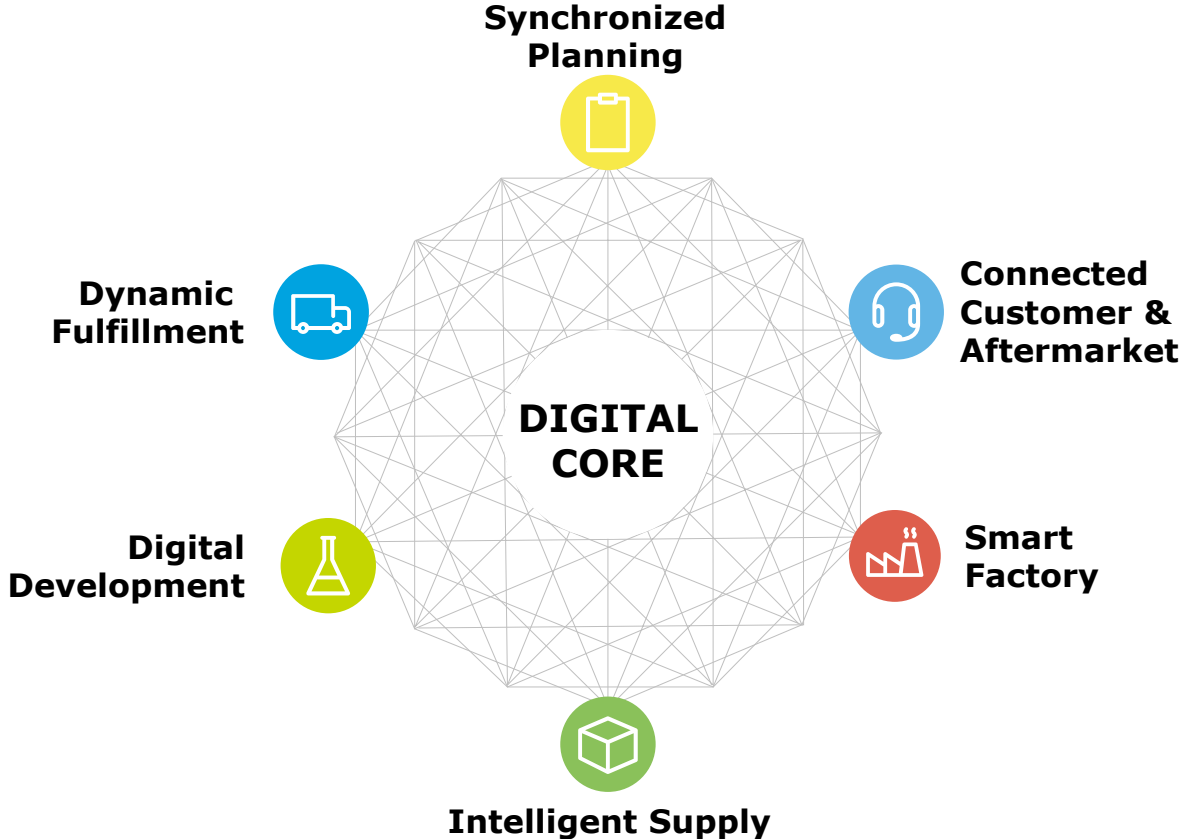 Synchronized
Planning
Dynamic
Fulfillment
Connected
Customer &
Aftermarket
DIGITAL
CORE
Digital
Development
Smart
Factory
Intelligent Supply